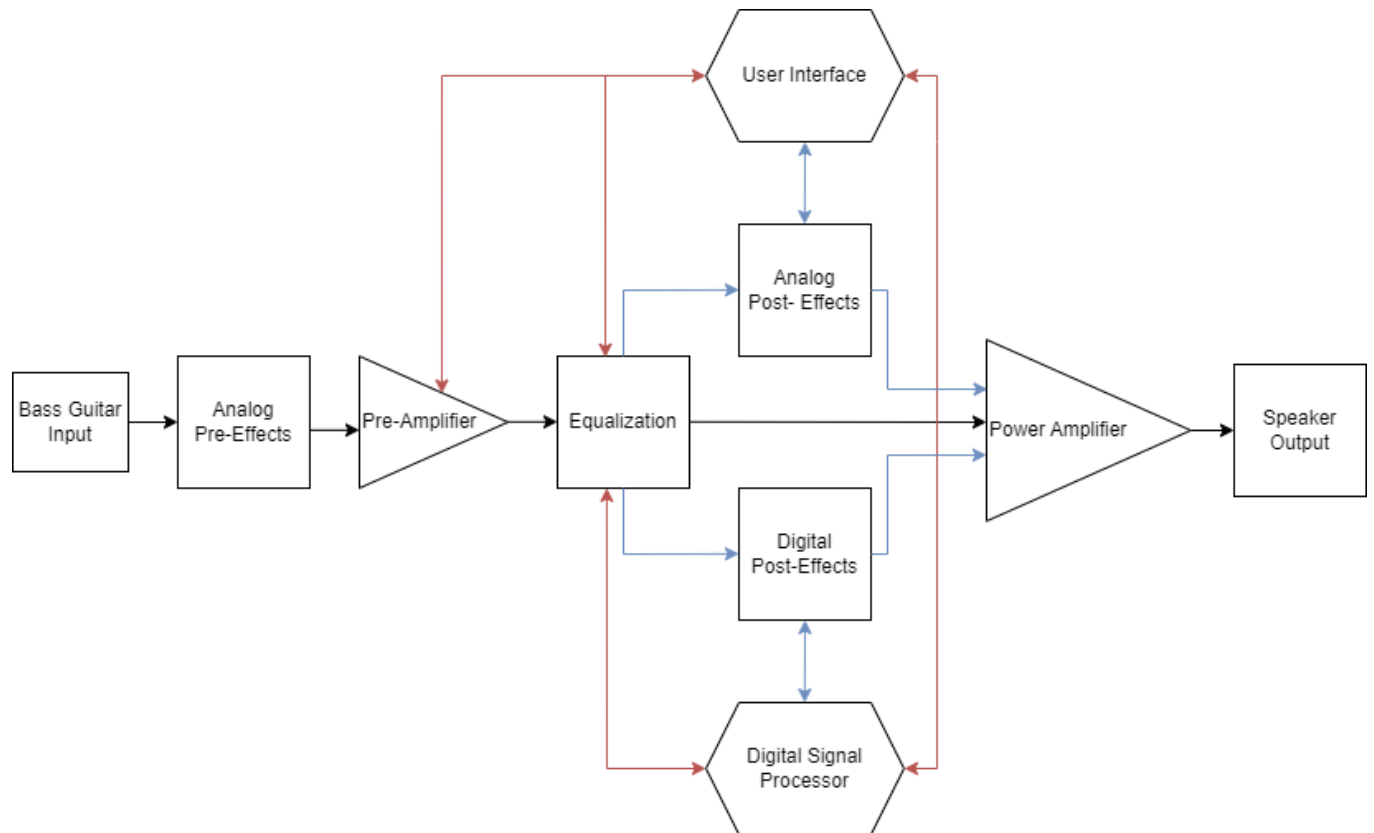 User Interface
Analog
Post- Effects
Bass Guitar
Input
Analog
Pre-Effects
Pre-Amplifier
Equalization
Power Amplifier
Speaker
Output
Digital
Post-Effects
Digital Signal
Processor